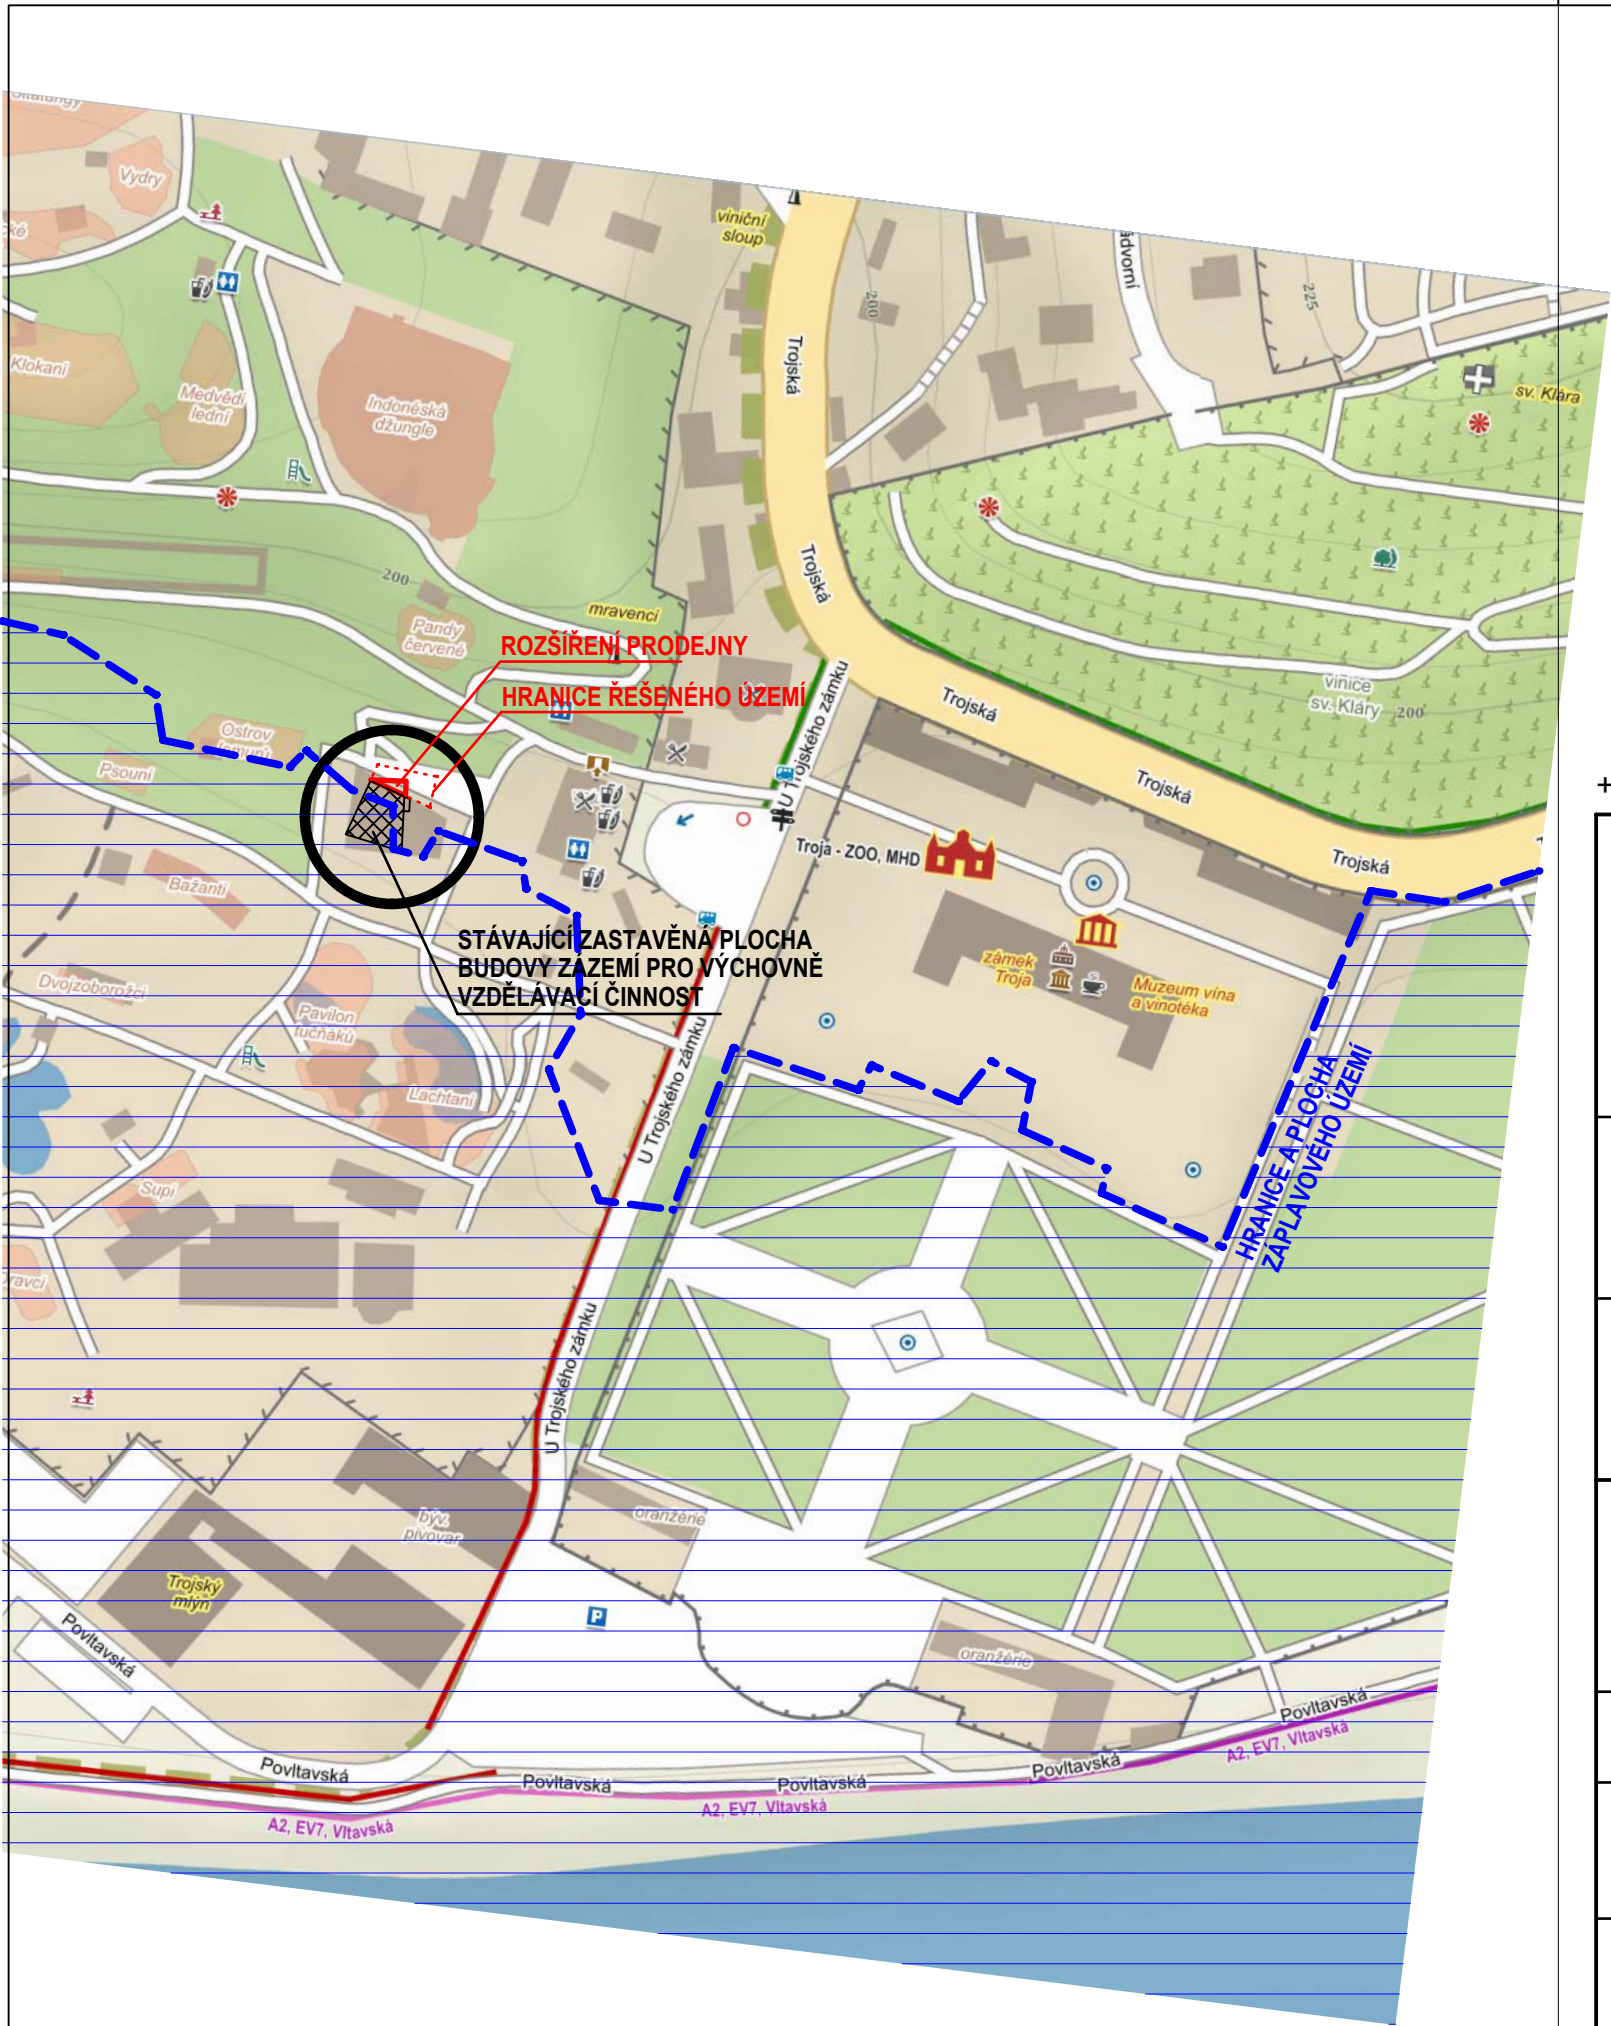 Vydry
viniční
sloup
Trojská
200
225
Klokani
Medvědi
lední
Indonéská
džungle
sv. Klára
Trojská
200
mravenci
Pandy
červené
ROZŠÍŘENÍ PRODEJNY
HRANICE ŘEŠENÉHO ÚZEMÍ
U Trojského zámku
Trojská
vinice
sv. Kláry
200
Ostrov
lemurů
Psouni
Trojská
Troja - ZOO, MHD
Trojská
Bažanti
STÁVAJÍCÍ ZASTAVĚNÁ PLOCHA
BUDOVY ZÁZEMÍ PRO VÝCHOVNĚ
VZDĚLÁVACÍ ČINNOST
zámek
Troja
Muzeum vína
a vinotéka
Dvojzoborožci
Pavilon
tučňáků
Lachtani
U Trojského zámku
HRANICE A PLOCHA
ZÁPLAVOVÉHO ÚZEMÍ
Supi
U Trojského zámku
býv.
pivovar
oranžérie
Trojský
mlýn
P
Povltavská
oranžérie
Povltavská
A2, EV7, Vltavská
Povltavská
Povltavská
Povltavská
Povltavská
A2, EV7, Vltavská
A2, EV7, Vltavská